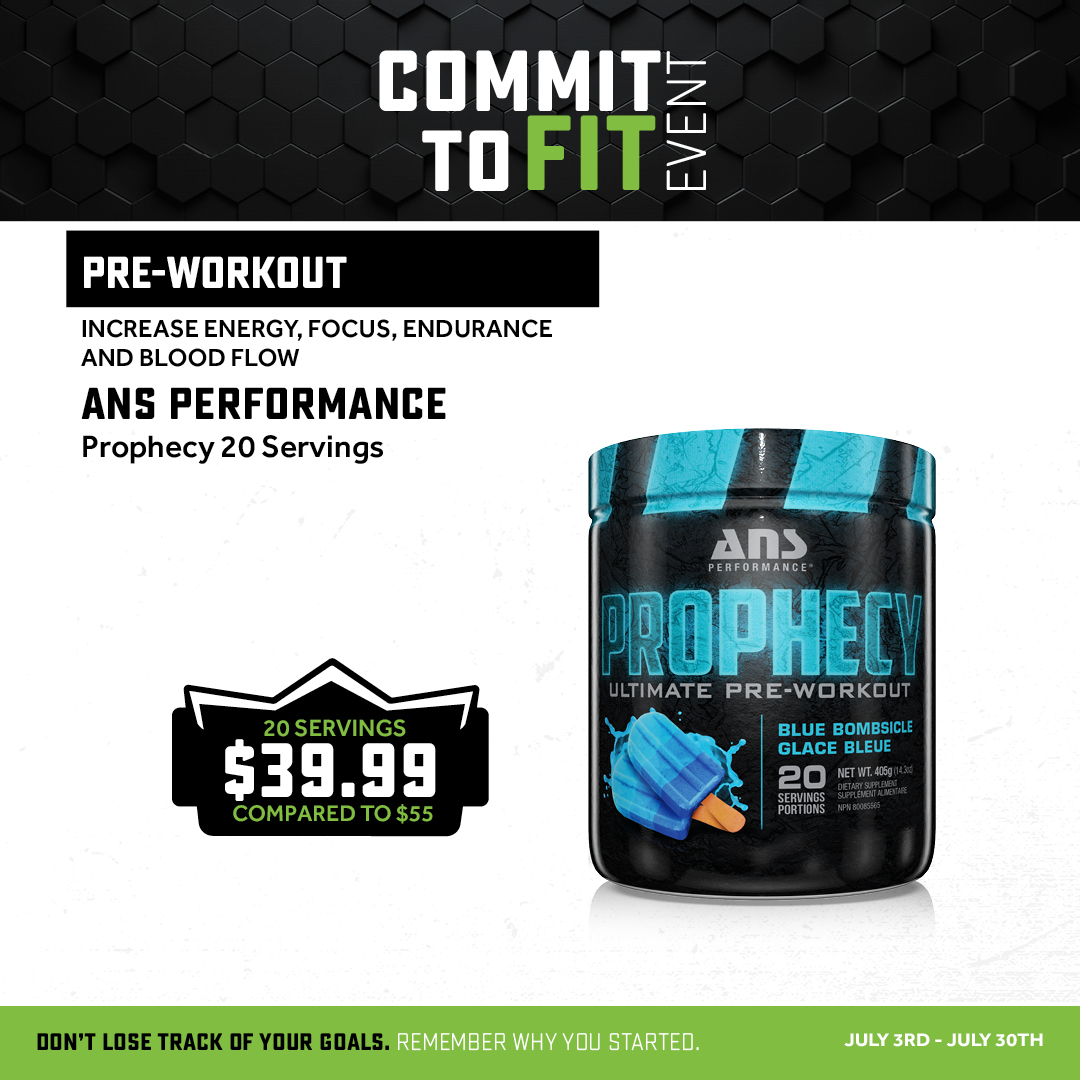 COMMIT
TO FIT
EVENT
PRE-WORKOUT
INCREASE ENERGY, FOCUS, ENDURANCE
AND BLOOD FLOW
ANS PERFORMANCE
Prophecy 20 Servings
20 SERVINGS
$39.99
COMPARED TO $55
ANS
PERFORMANCE®
PROPHECY
ULTIMATE PRE-WORKOUT
BLUE BOMBSICLE
GLACE BLEUE
20
SERVINGS
PORTIONS
NET WT. 405g (14.3oz)
DIETARY SUPPLEMENT
SUPPLÉMENT ALIMENTAIRE
NPN 80085565
DON'T LOSE TRACK OF YOUR GOALS. REMEMBER WHY YOU STARTED.
JULY 3RD - JULY 30TH